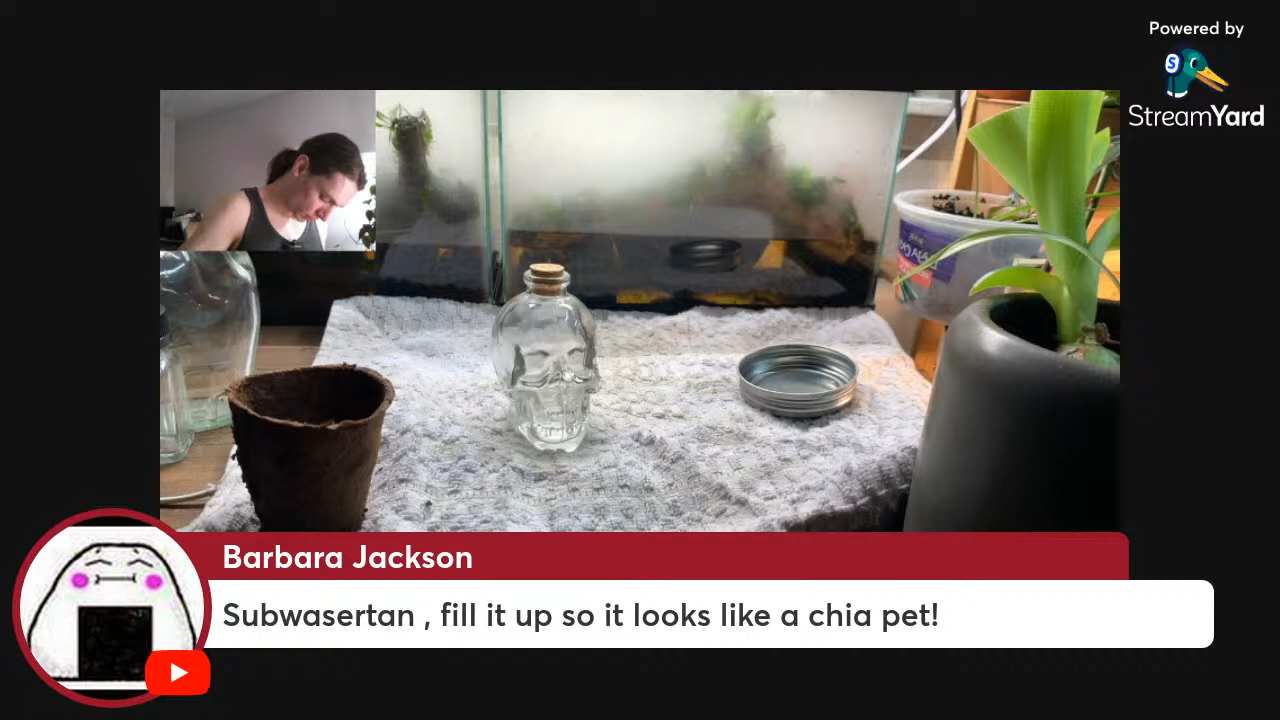 Powered by
S
StreamYard
Barbara Jackson
Subwasertan , fill it up so it looks like a chia pet!